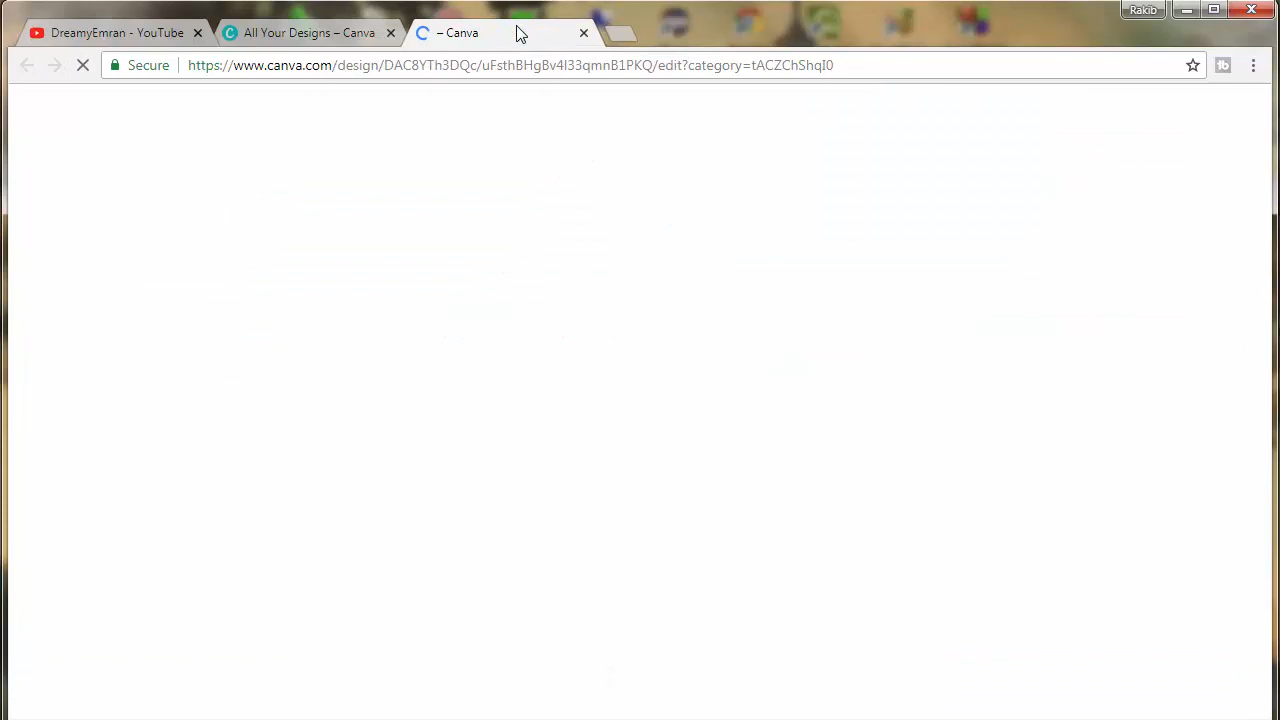 Rakib
DreamyEmran - YouTube
All Your Designs – Canva
– Canva
Secure
https://www.canva.com/design/DAC8YTh3DQc/uFsthBHgBv4I33qmnB1PKQ/edit?category=tACZChShqI0
tb